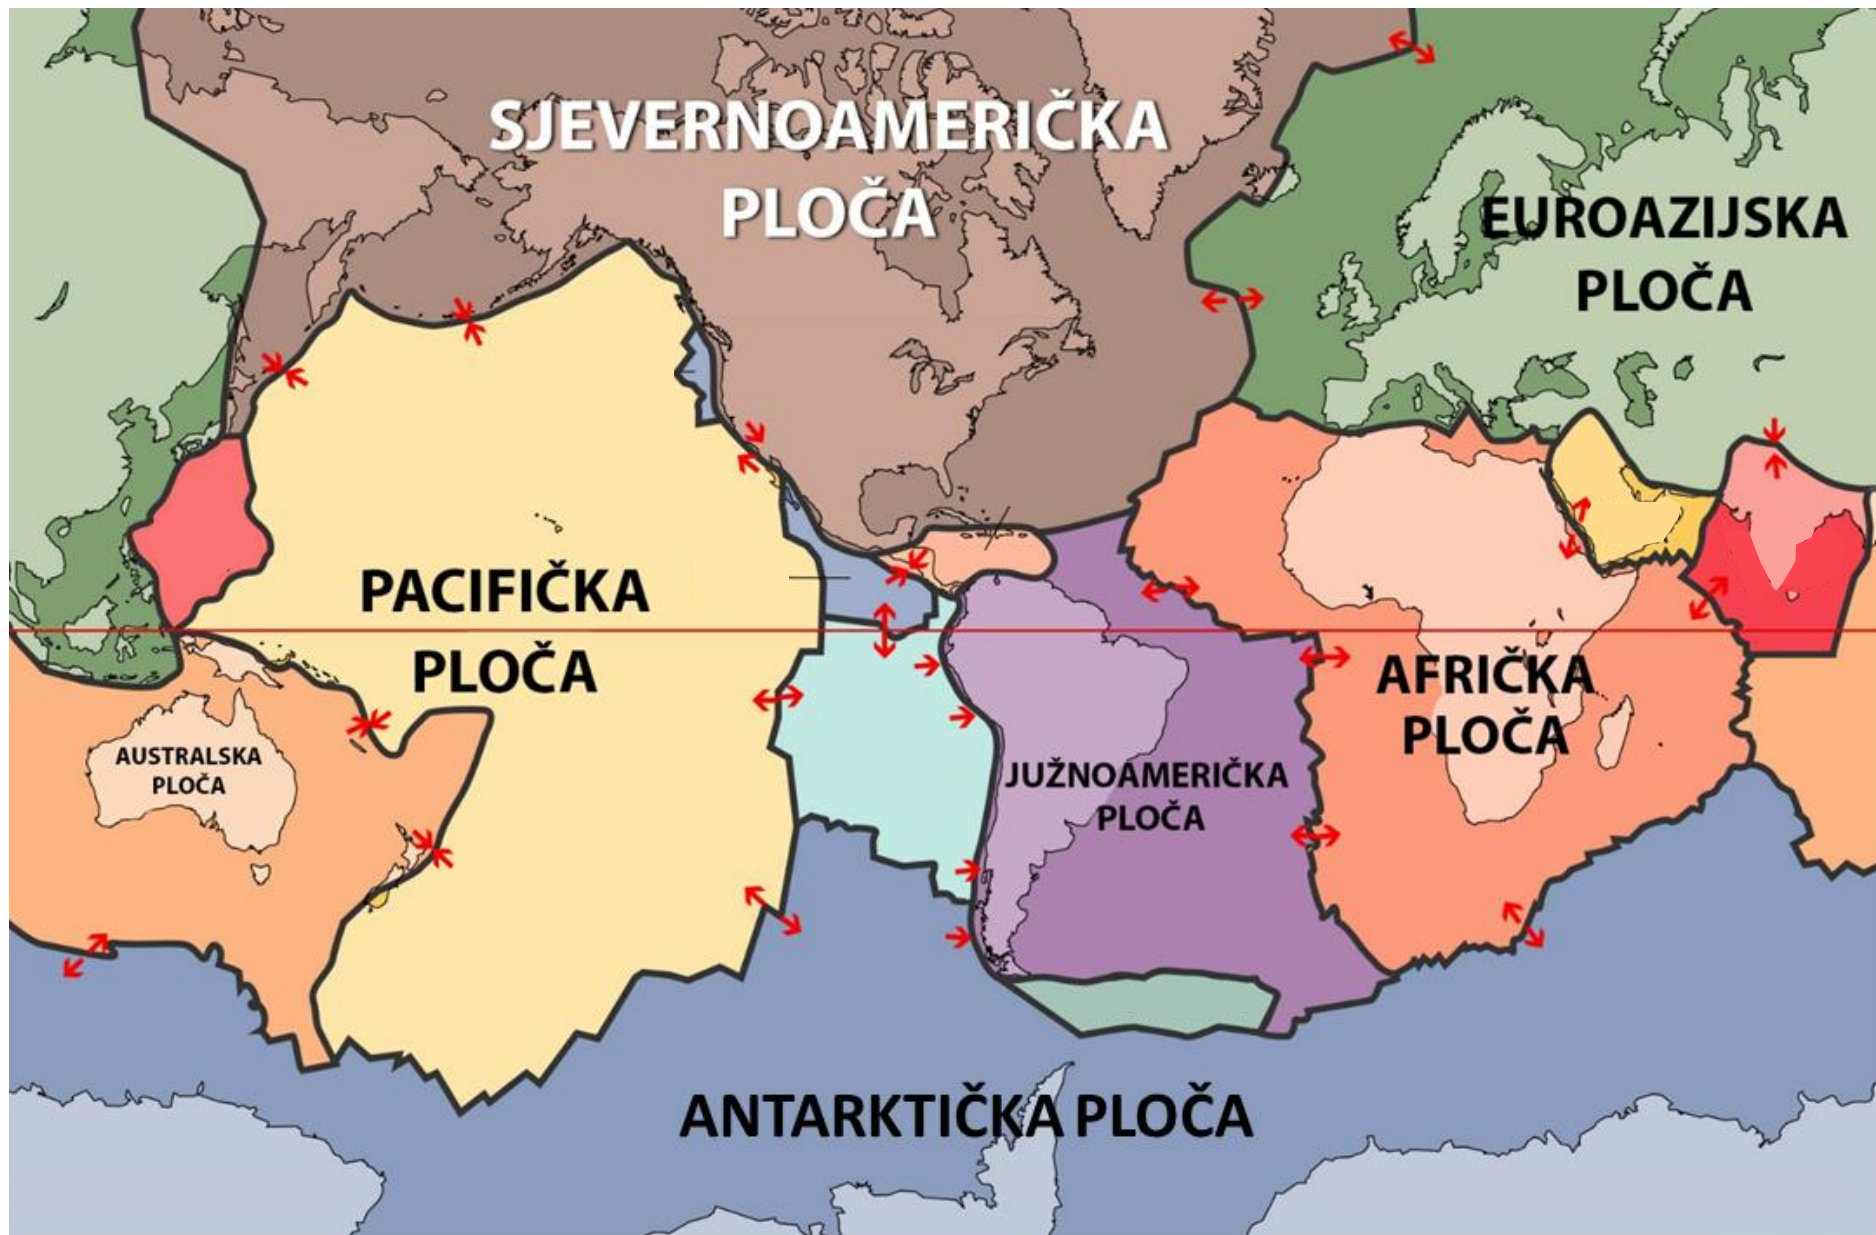 SJEVERNOAMERIČKA
PLOČA
EUROAZIJSKA
PLOČA
PACIFIČKA
PLOČA
AFRIČKA
PLOČA
AUSTRALSKA
PLOČA
JUŽNOAMERIČKA
PLOČA
ANTARKTIČKA PLOČA